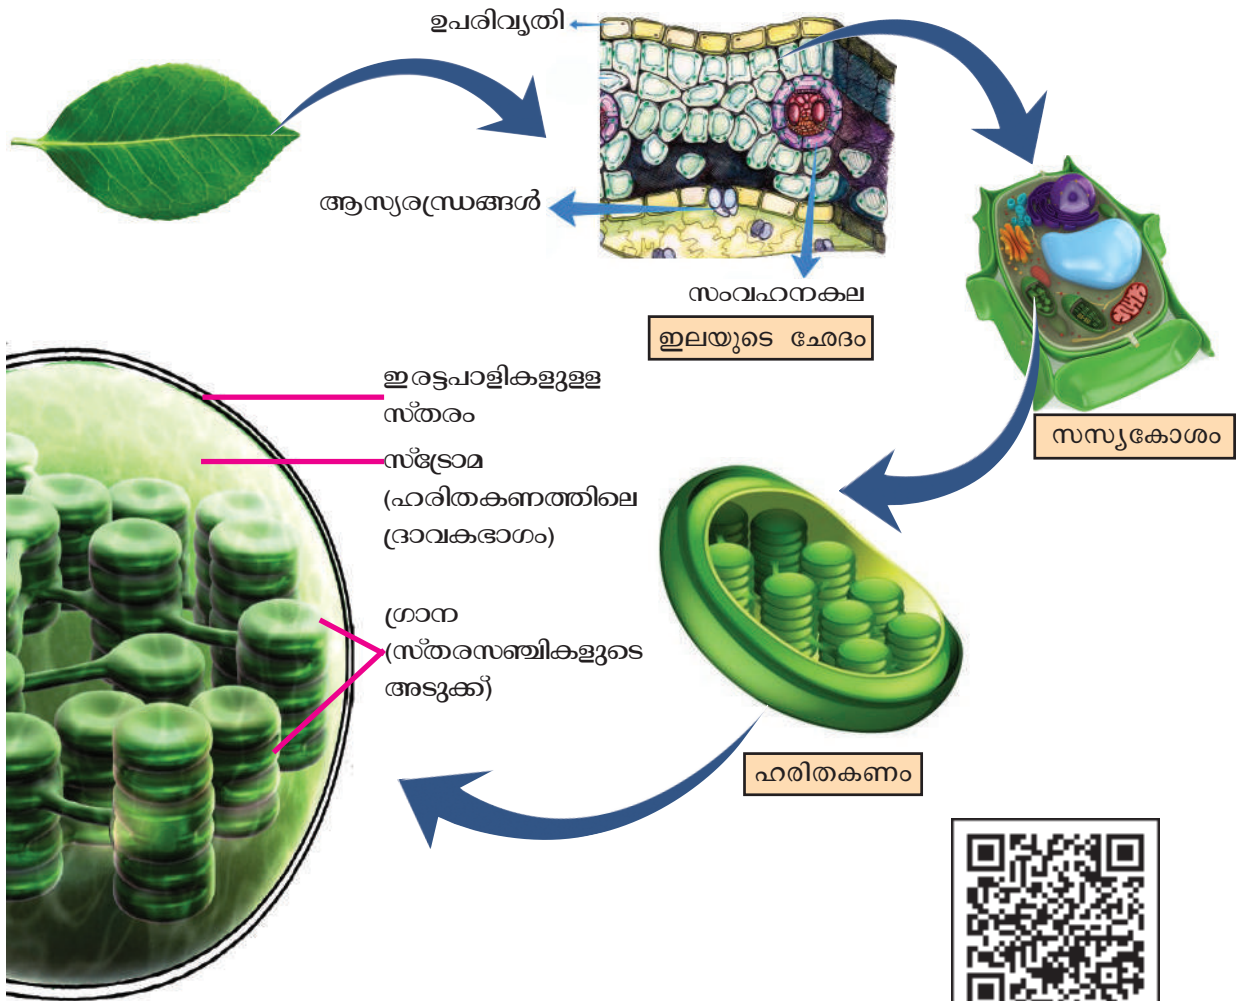 ഉപരിവൃതി
ആസ്യരന്ധ്രങ്ങൾ
സംവഹനകല
ഇലയുടെ ഛേദം
സസ്യകോശം
ഇരട്ടപാളികളുള്ള
സ്തരം
സ്ട്രോമ
(ഹരിതകണത്തിലെ
ദ്രാവകഭാഗം)
ഗ്രാന
(സ്തരസഞ്ചികളുടെ
അടുക്ക്)
ഹരിതകണം